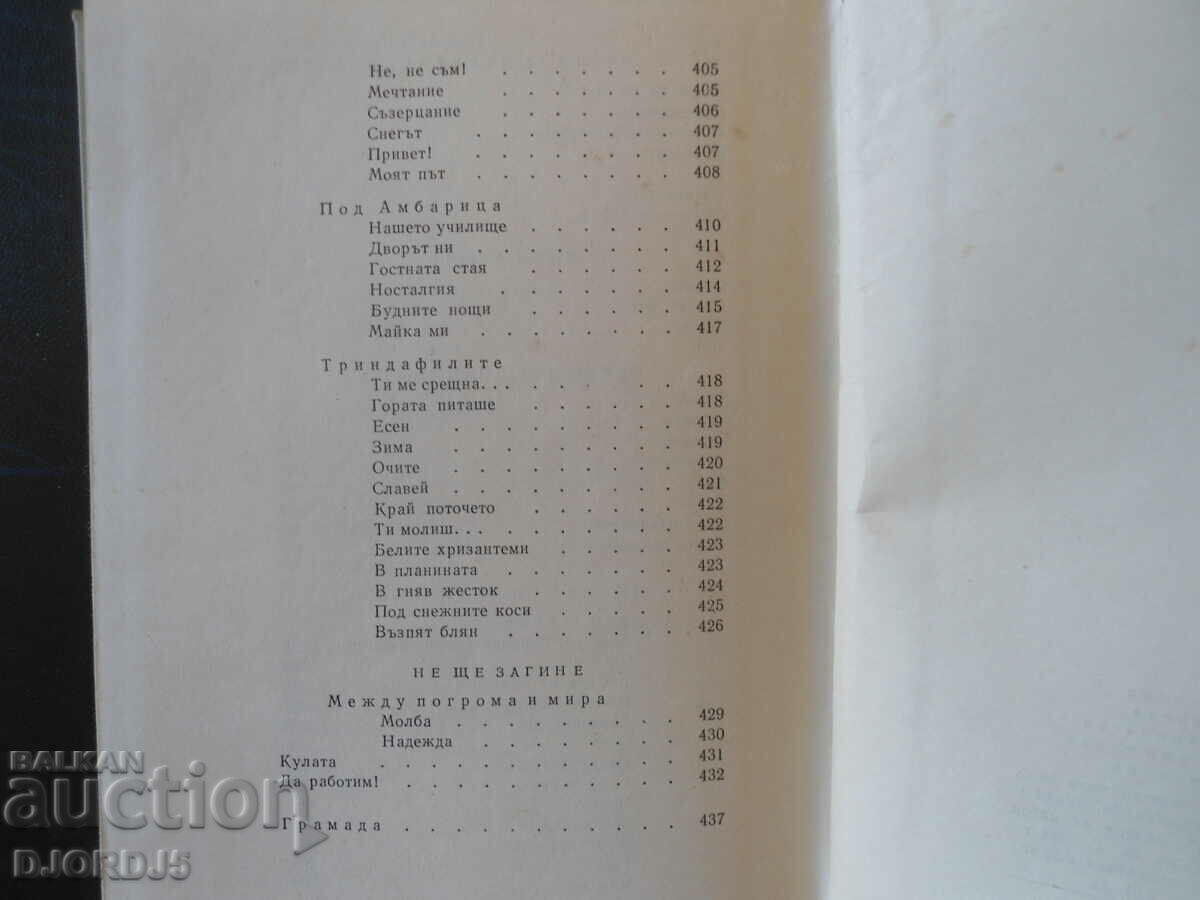 Не, не съм! . . . . . . . 405
Мечтание . . . . . . . 405
Съзерцание . . . . . . . 406
Снегът . . . . . . . . 407
Привет! . . . . . . . . 407
Моят път . . . . . . . . 408
Под Амбарица
Нашето училище . . . . . . 410
Дворът ни . . . . . . . . 411
Гостната стая . . . . . . 412
Носталгия . . . . . . . 414
Будните нощи . . . . . . 415
Майка ми . . . . . . . . 417
Триндафилите
Ти ме срещна. . . . . . 418
Гората питаше . . . . . . 418
Есен . . . . . . . . . 419
Зима . . . . . . . . . 419
Очите . . . . . . . . . 420
Славей . . . . . . . . . 421
Край поточето . . . . . . 422
Ти молиш. . . . . . . . . . 422
Белите хризантеми . . . . . 423
В планината . . . . . . . 423
В гняв жесток . . . . . . 424
Под снежните коси . . . . . 425
Възпят блян . . . . . . . 426
НЕ ЩЕ ЗАГИНЕ
Между погрома и мира
Молба . . . . . . . . . 429
Надежда . . . . . . . . 430
Кулата . . . . . . . . . . . . 431
Да работим! . . . . . . . . . . . 432
Грамада . . . . . . . . . . . 437
BALKAN
auction
DJORDJ5